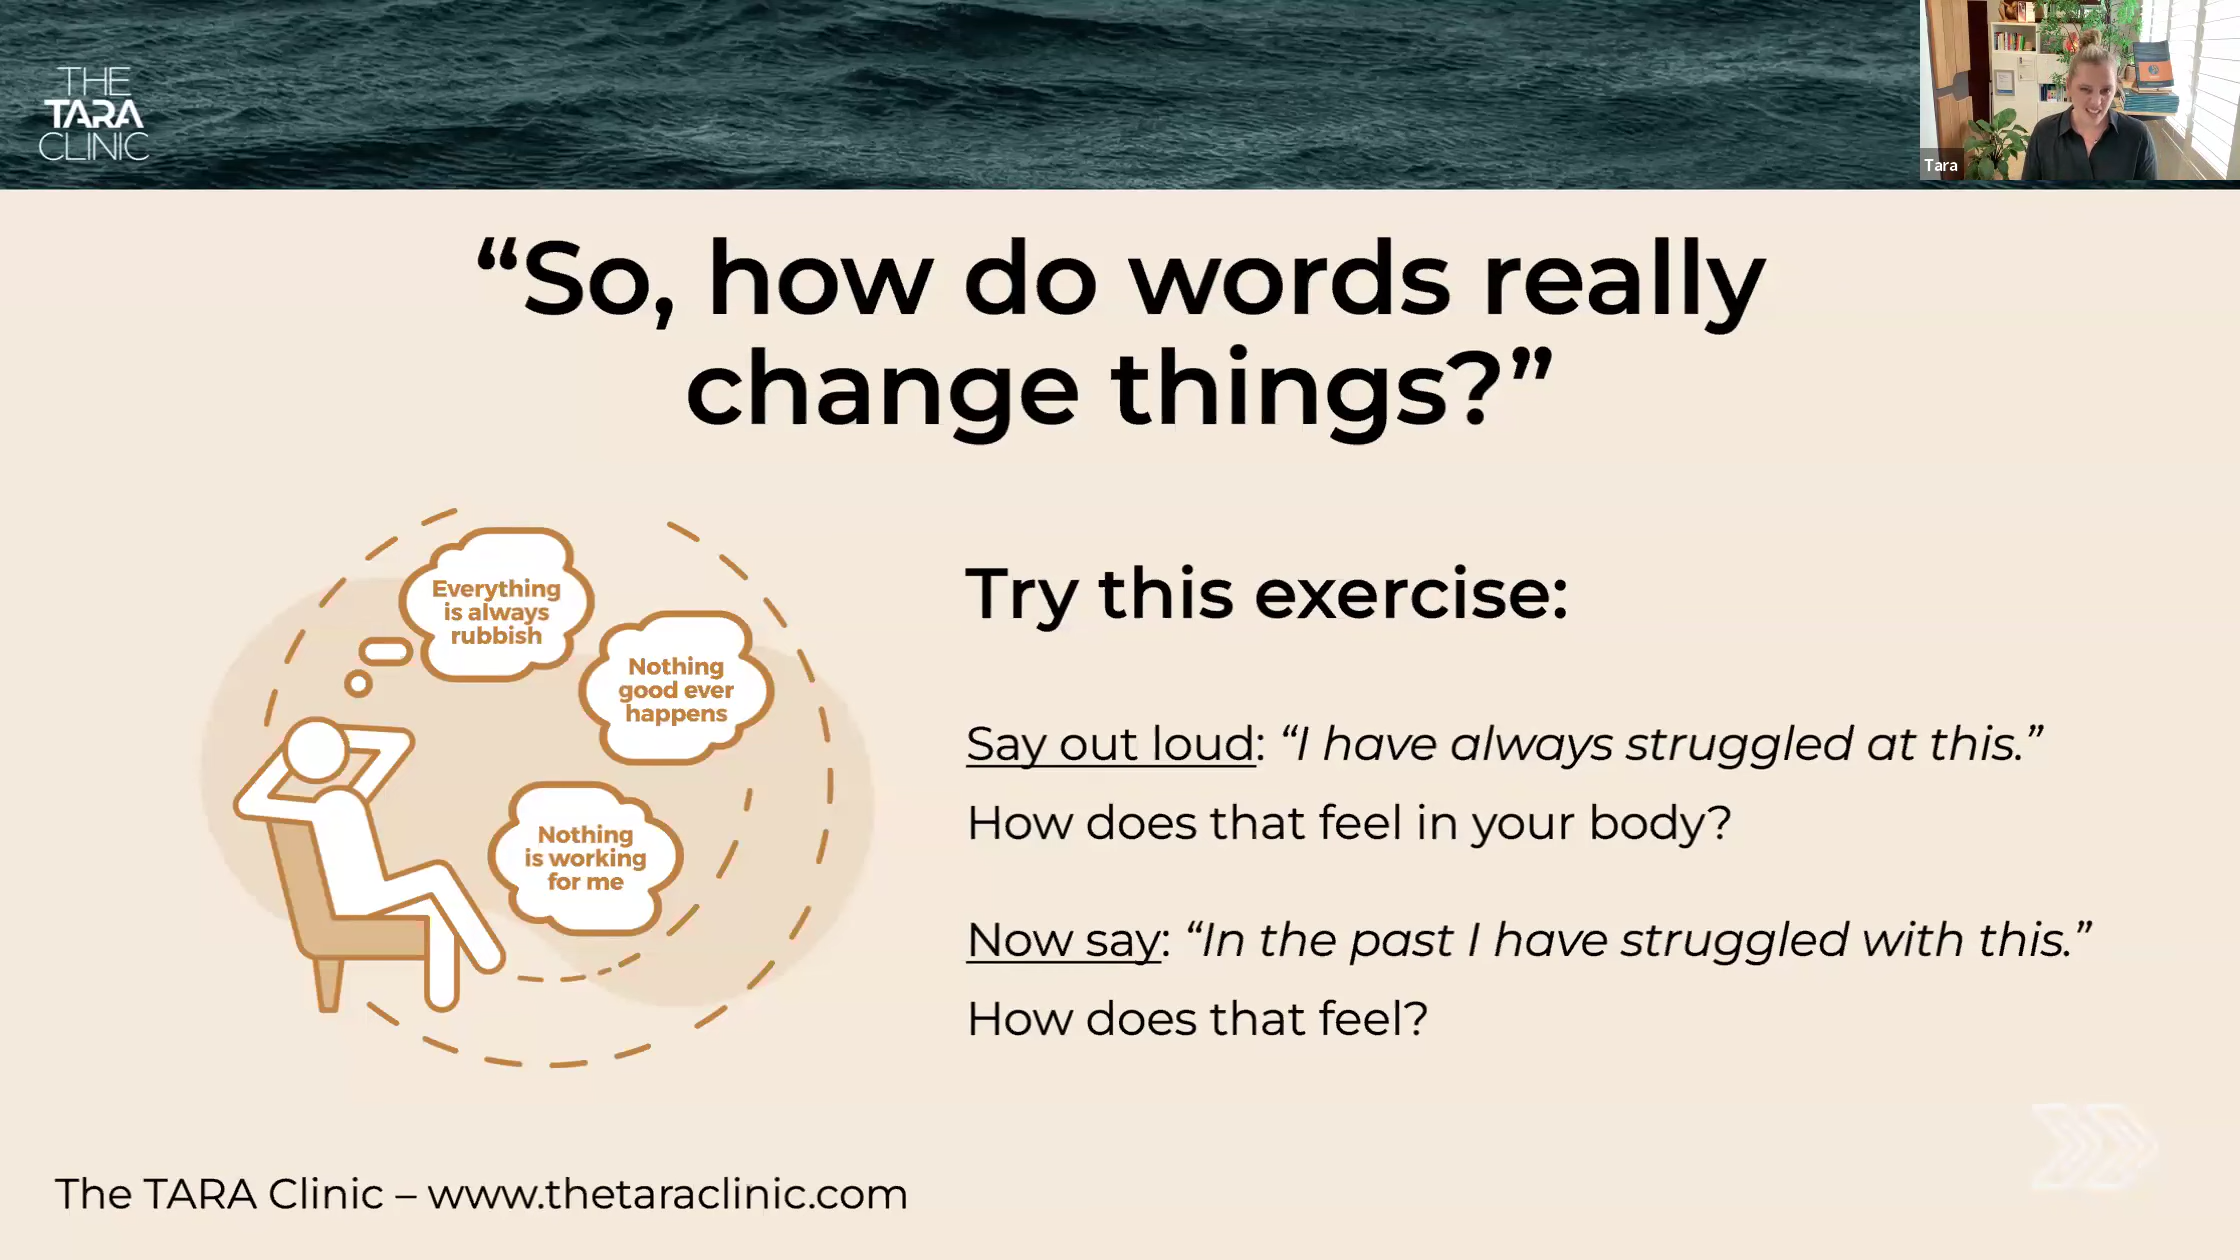 THE
TARA
CLINIC
Tara
“So, how do words really
change things?”
Everything
is always
rubbish
Nothing
good ever
happens
Nothing
is working
for me
Try this exercise:
Say out loud: “I have always struggled at this.”
How does that feel in your body?
Now say: “In the past I have struggled with this.”
How does that feel?
The TARA Clinic – www.thetaraclinic.com